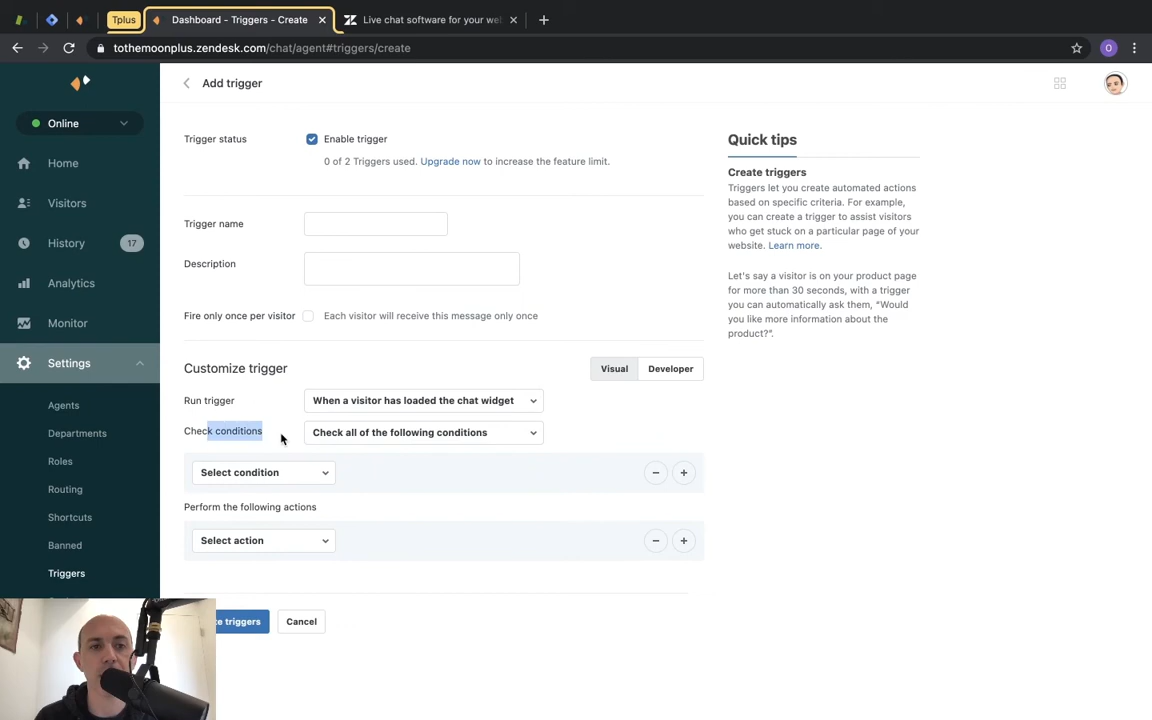 Tplus
Dashboard - Triggers - Create
Live chat software for your we
tothemoonplus.zendesk.com/chat/agent#triggers/create
O
Online
Home
Visitors
History
17
Analytics
Monitor
Settings
Agents
Departments
Roles
Routing
Shortcuts
Banned
Triggers
Add trigger
Trigger status
Enable trigger
0 of 2 Triggers used. Upgrade now to increase the feature limit.
Trigger name
Description
Fire only once per visitor
Each visitor will receive this message only once
Customize trigger
Visual
Developer
Run trigger
When a visitor has loaded the chat widget
Check conditions
Check all of the following conditions
Select condition
Perform the following actions
Select action
te triggers
Cancel
Quick tips
Create triggers
Triggers let you create automated actions
based on specific criteria. For example,
you can create a trigger to assist visitors
who get stuck on a particular page of your
website. Learn more.
Let's say a visitor is on your product page
for more than 30 seconds, with a trigger
you can automatically ask them, "Would
you like more information about the
product?".